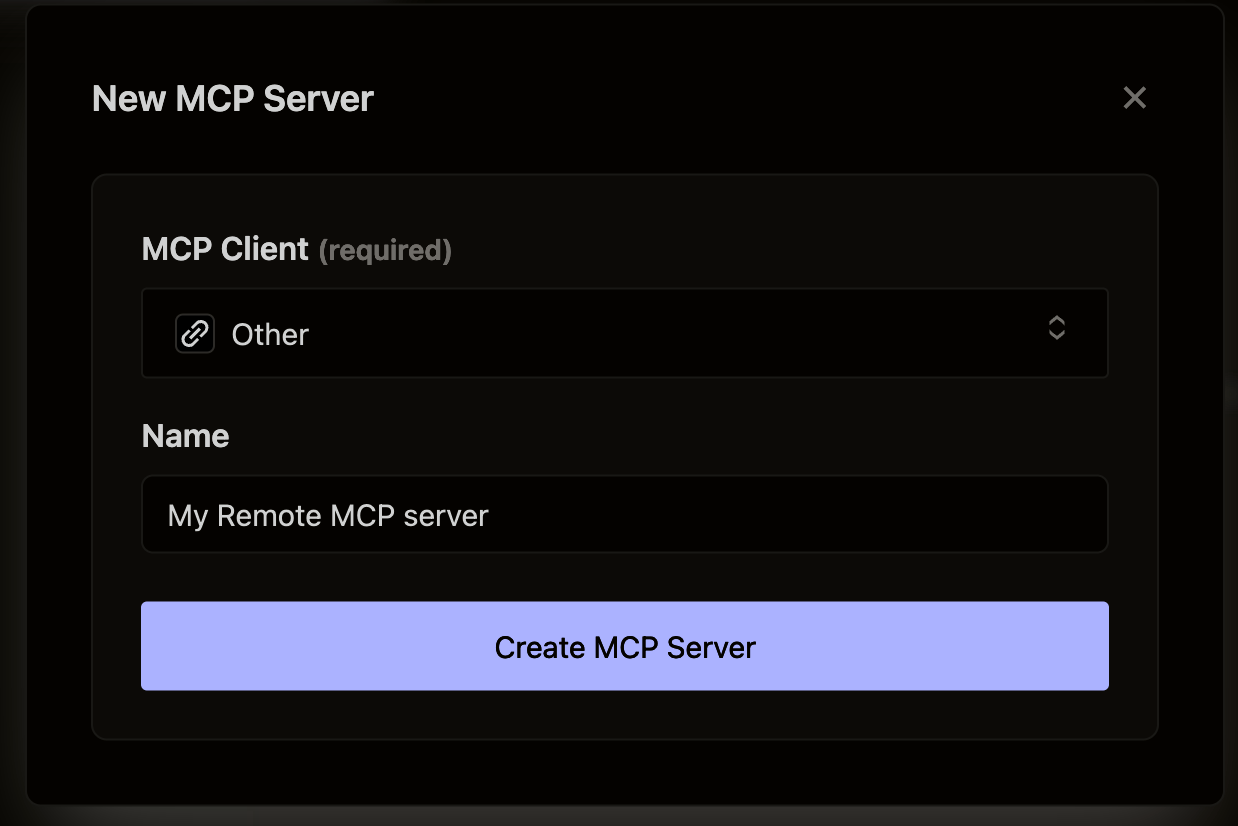 New MCP Server
MCP Client (required)
Other
Name
My Remote MCP server
Create MCP Server